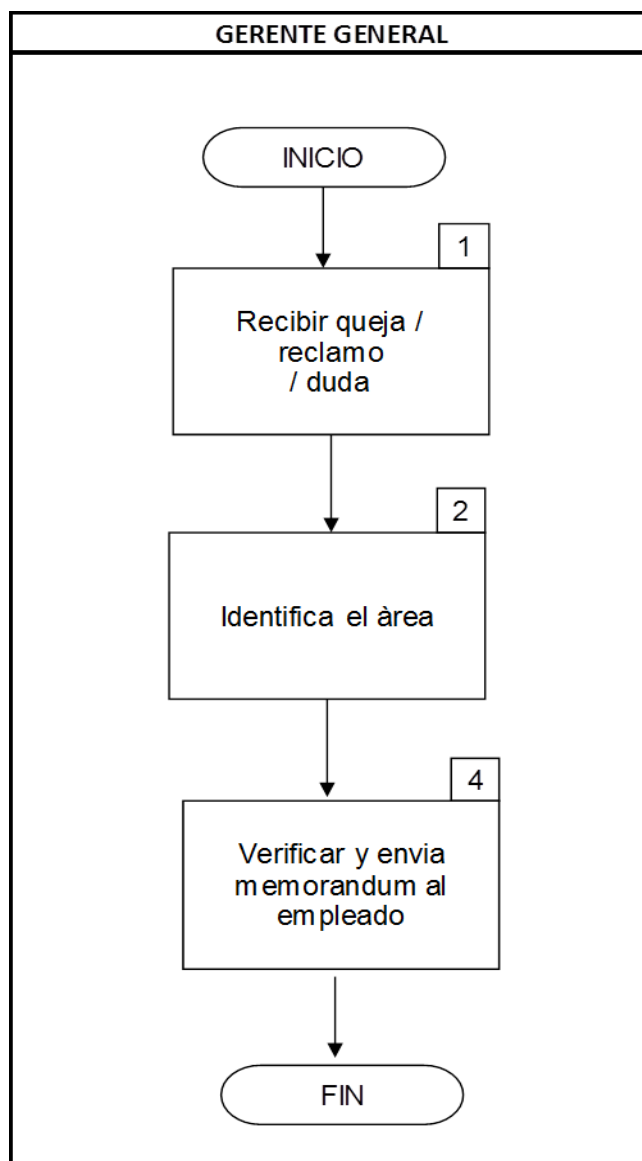 GERENTE GENERAL
INICIO
1
Recibir queja /
reclamo
/ duda
2
Identifica el àrea
4
Verificar y envia
memorandum al
empleado
FIN